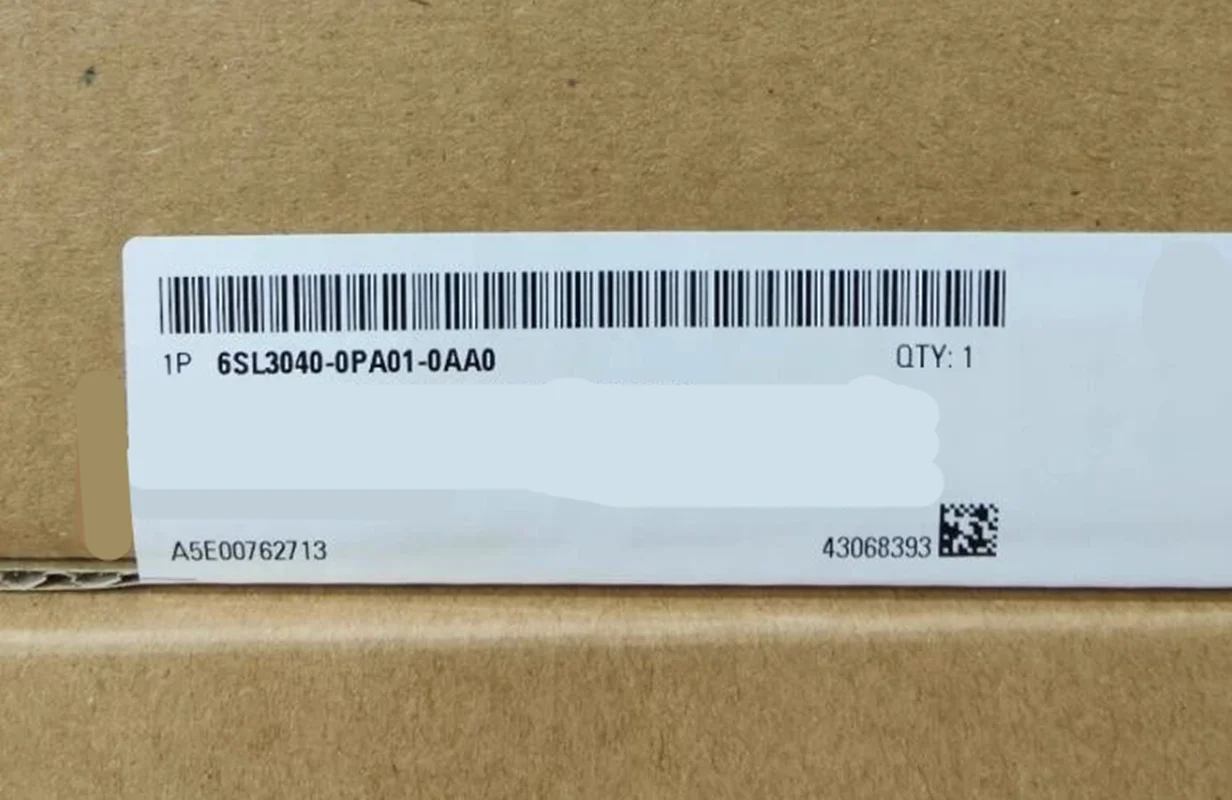 1P 6SL3040-0PA01-0AA0 QTY: 1
A5E00762713 43068393